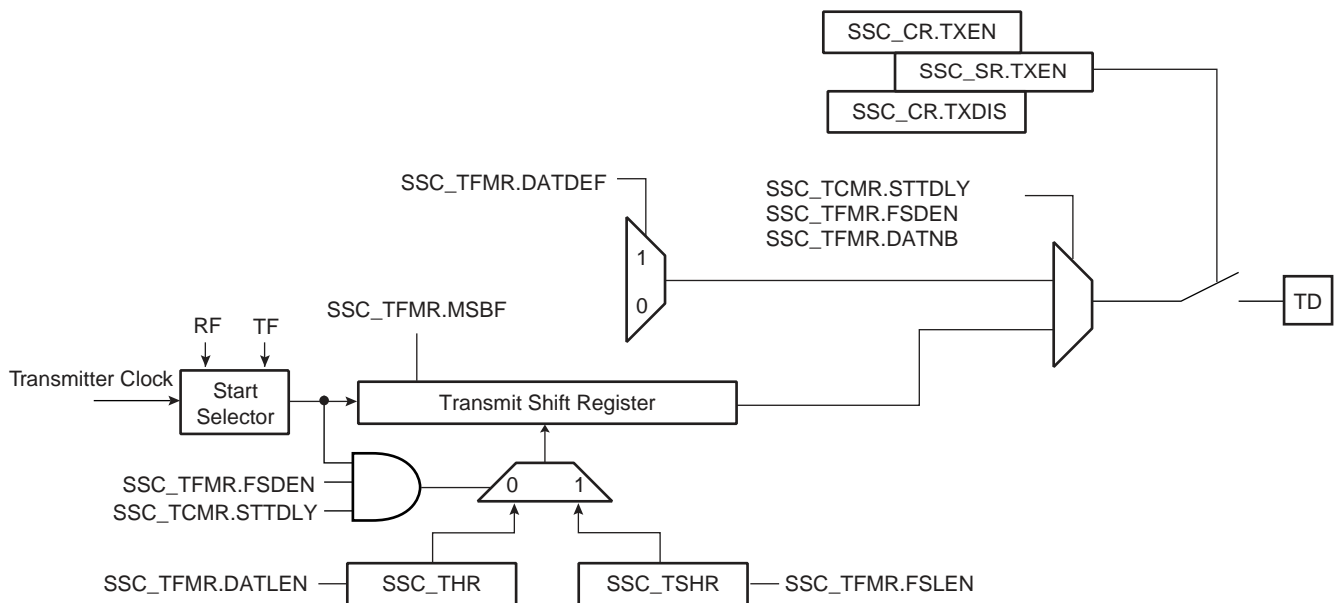 SSC_CR.TXEN
SSC_SR.TXEN
SSC_CR.TXDIS
SSC_TFMR.DATDEF
SSC_TCMR.STTDLY
SSC_TFMR.FSDEN
SSC_TFMR.DATNB
1
0
TD
SSC_TFMR.MSBF
RF TF
Transmitter Clock
Start
Selector
Transmit Shift Register
SSC_TFMR.FSDEN
SSC_TCMR.STTDLY
0 1
SSC_TFMR.DATLEN
SSC_THR
SSC_TSHR
SSC_TFMR.FSLEN